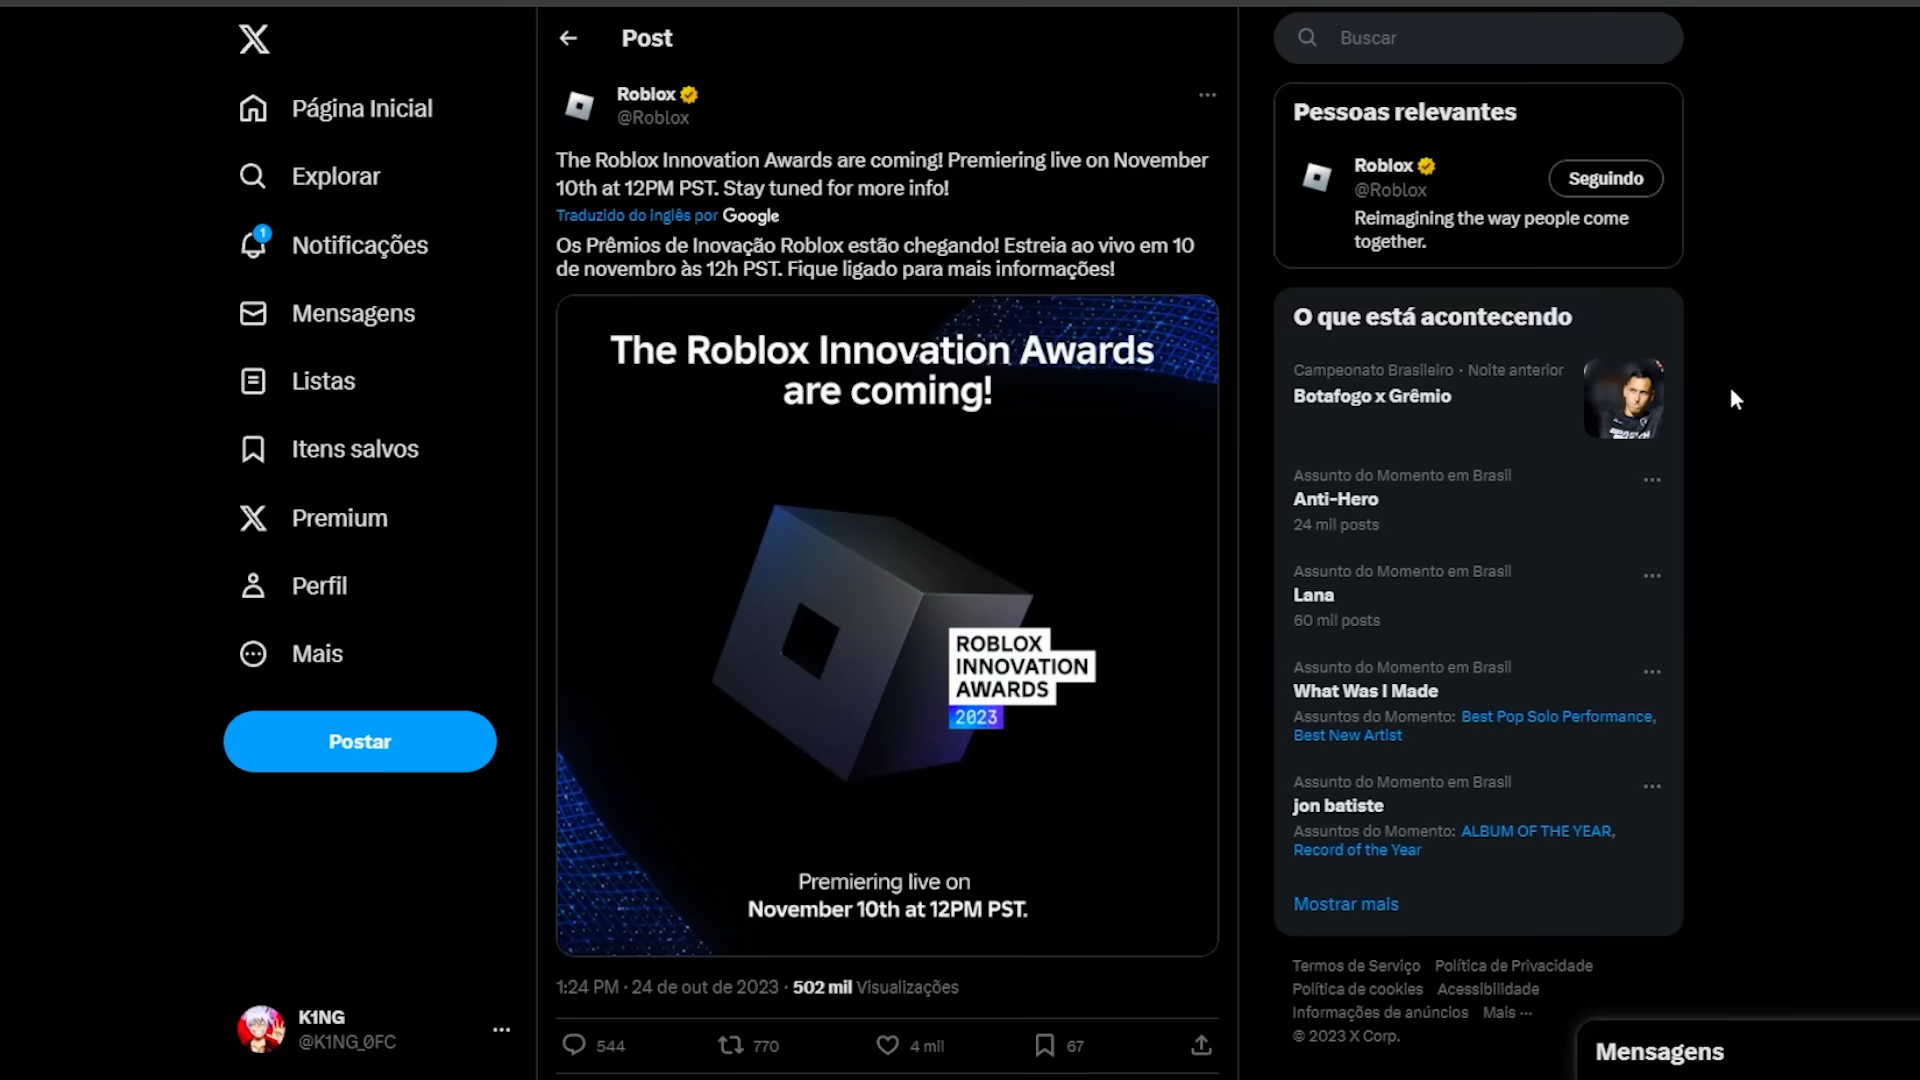 Página Inicial
Explorar
1
Notificações
Mensagens
Listas
Itens salvos
Premium
Perfil
Mais
Postar
K1NG
@K1NG_0FC
Post
Roblox
@Roblox
The Roblox Innovation Awards are coming! Premiering live on November
10th at 12PM PST. Stay tuned for more info!
Traduzido do inglês por Google
Os Prêmios de Inovação Roblox estão chegando! Estreia ao vivo em 10
de novembro às 12h PST. Fique ligado para mais informações!
The Roblox Innovation Awards
are coming!
ROBLOX
INNOVATION
AWARDS
2023
Premiering live on
November 10th at 12PM PST.
1:24 PM · 24 de out de 2023 · 502 mil Visualizações
544
770
4 mil
67
Buscar
Pessoas relevantes
Roblox
@Roblox
Seguindo
Reimagining the way people come
together.
O que está acontecendo
Campeonato Brasileiro · Noite anterior
Botafogo x Grêmio
Assunto do Momento em Brasil
Anti-Hero
24 mil posts
Assunto do Momento em Brasil
Lana
60 mil posts
Assunto do Momento em Brasil
What Was I Made
Assuntos do Momento: Best Pop Solo Performance,
Best New Artist
Assunto do Momento em Brasil
jon batiste
Assuntos do Momento: ALBUM OF THE YEAR,
Record of the Year
Mostrar mais
Termos de Serviço Política de Privacidade
Política de cookies Acessibilidade
Informações de anúncios Mais ···
© 2023 X Corp.
Mensagens